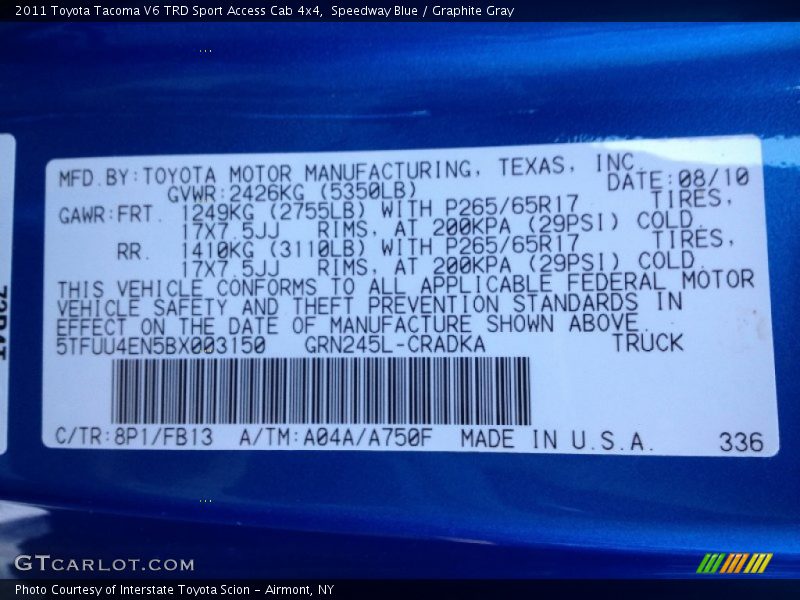 2011 Toyota Tacoma V6 TRD Sport Access Cab 4x4,  Speedway Blue / Graphite Gray
MFD.BY:TOYOTA MOTOR MANUFACTURING, TEXAS, INC.
GVWR:2426KG (5350LB) DATE:08/10
GAWR:FRT. 1249KG (2755LB) WITH P265/65R17 TIRES,
17X7.5JJ RIMS, AT 200KPA (29PSI) COLD
RR. 1410KG (3110LB) WITH P265/65R17 TIRES,
17X7.5JJ RIMS, AT 200KPA (29PSI) COLD
THIS VEHICLE CONFORMS TO ALL APPLICABLE FEDERAL MOTOR
VEHICLE SAFETY AND THEFT PREVENTION STANDARDS IN
EFFECT ON THE DATE OF MANUFACTURE SHOWN ABOVE.
5TFUU4EN5BX003150 GRN245L-CRADKA TRUCK
C/TR:8P1/FB13 A/TM:A04A/A750F MADE IN U.S.A. 336
GTCARLOT.COM
Photo Courtesy of Interstate Toyota Scion - Airmont, NY